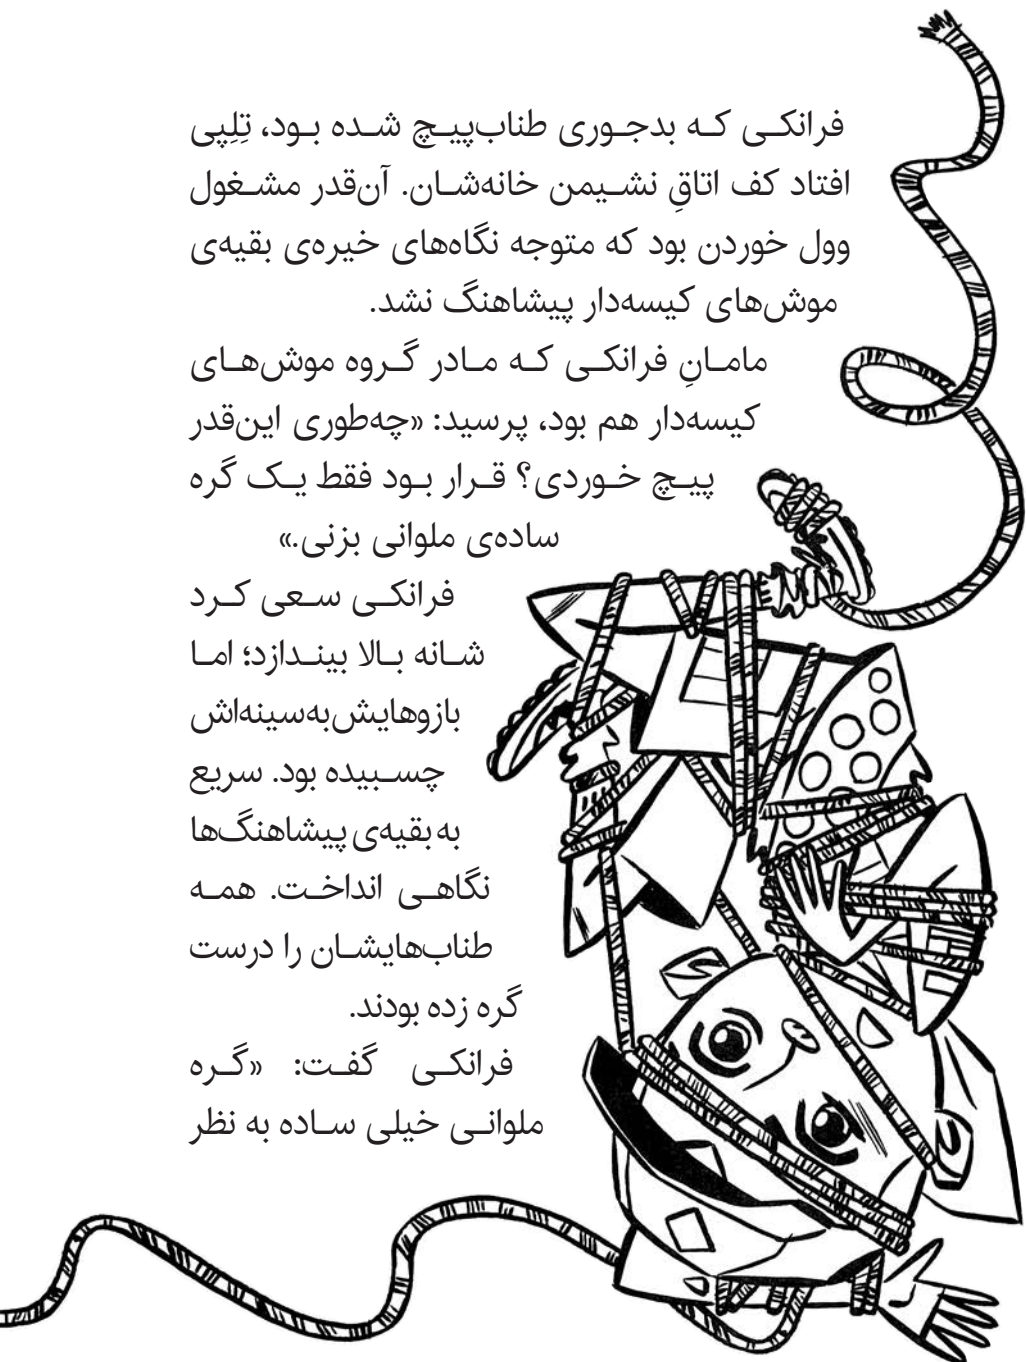 فرانکی که بدجوری طناب‌پیچ شده بود، تِلِپی
افتاد کف اتاقِ نشیمن خانه‌شان. آن‌قدر مشغول
وول خوردن بود که متوجه نگاه‌های خیره‌ی بقیه‌ی
موش‌های کیسه‌دار پیشاهنگ نشد.
مامانِ فرانکی که مادر گروه موش‌های
کیسه‌دار هم بود، پرسید: «چه‌طوری این‌قدر
پیچ خوردی؟ قرار بود فقط یک گره
ساده‌ی ملوانی بزنی.»
فرانکی سعی کرد
شانه بالا بیندازد؛ اما
بازوهایش به سینه‌اش
چسبیده بود. سریع
به بقیه‌ی پیشاهنگ‌ها
نگاهی انداخت. همه
طناب‌هایشان را درست
گره زده بودند.
فرانکی گفت: «گره
ملوانی خیلی ساده به نظر